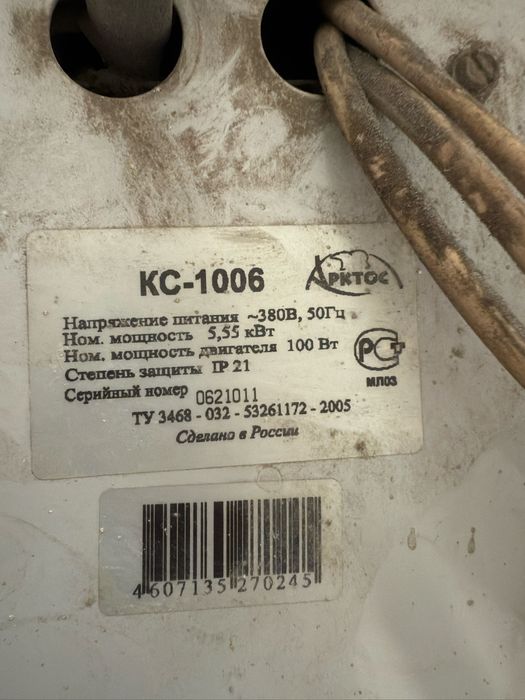 КС-1006
АРКТОС
Напряжение питания ~380В, 50Гц
Ном. мощность 5,55 кВт
Ном. мощность двигателя 100 Вт
Степень защиты IP 21
Серийный номер 0621011
РСТ
МЛ03
ТУ 3468 - 032 - 53261172 - 2005
Сделано в России
4607135270245